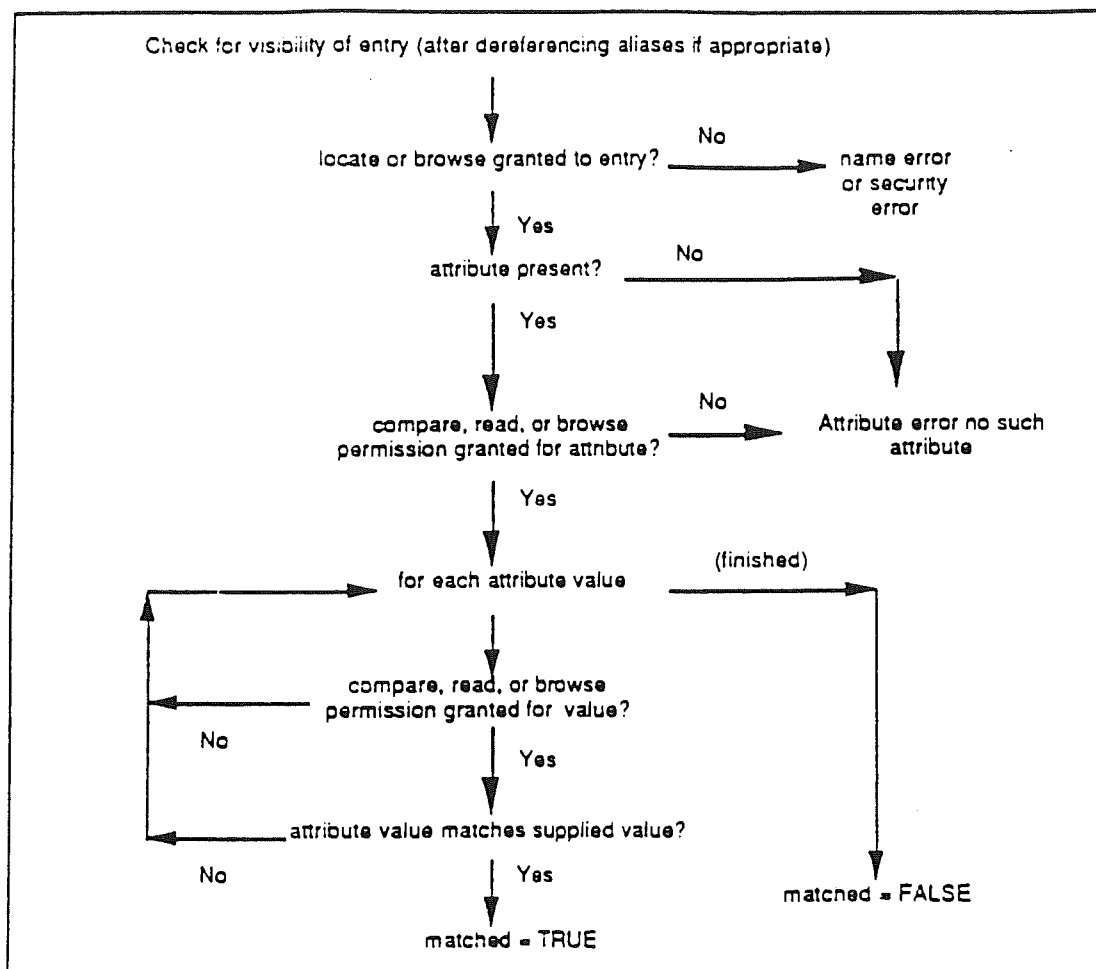 Check for visibility of entry (after dereferencing aliases if appropriate)
No
locate or browse granted to entry?
name error
or security
error
Yes
No
attribute present?
Yes
No
compare, read, or browse
permission granted for attribute?
Attribute error no such
attribute
Yes
(finished)
for each attribute value
compare, read, or browse
permission granted for value?
No
Yes
attribute value matches supplied value?
No
Yes
matched = FALSE
matched = TRUE